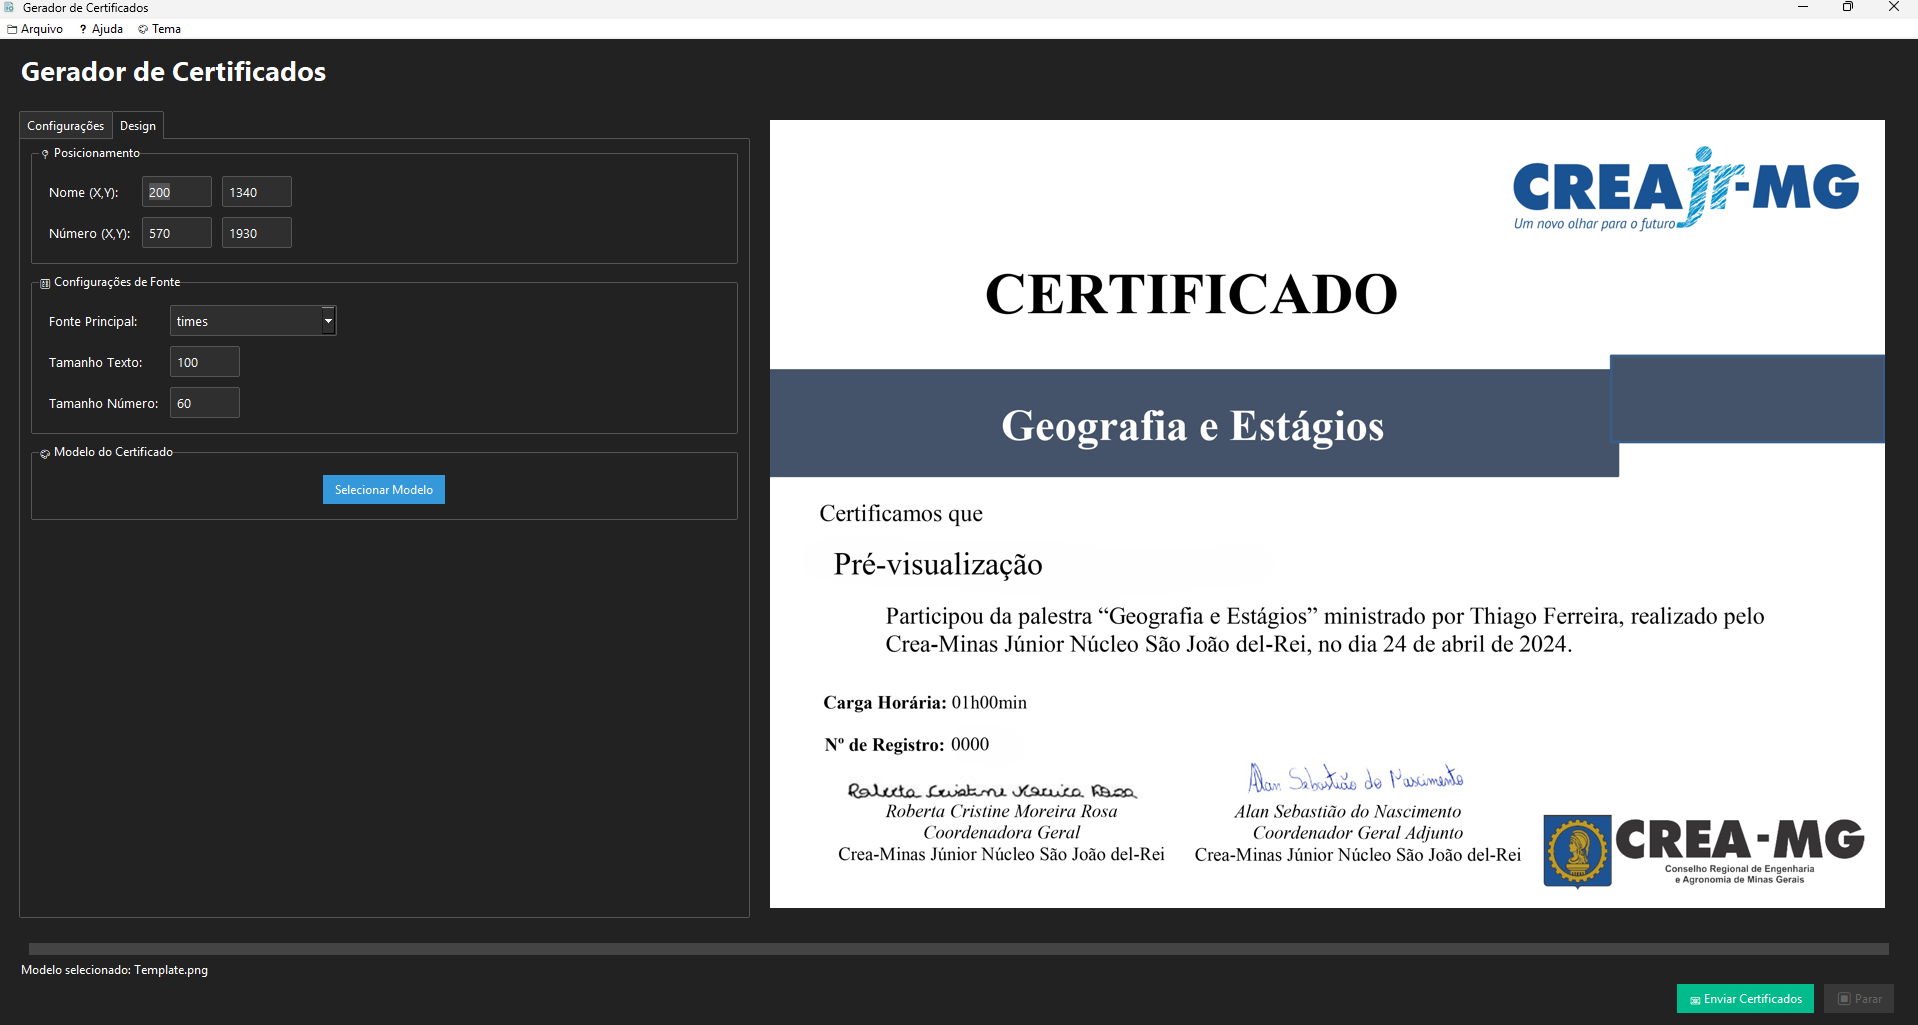 Gerador de Certificados
Arquivo ? Ajuda Tema
Gerador de Certificados
Configurações Design
Posicionamento
Nome (X,Y): 200 1340
Número (X,Y): 570 1930
Configurações de Fonte
Fonte Principal: times
Tamanho Texto: 100
Tamanho Número: 60
Modelo do Certificado
Selecionar Modelo
CREAjr-MG
Um novo olhar para o futuro
CERTIFICADO
Geografia e Estágios
Certificamos que
Pré-visualização
Participou da palestra “Geografia e Estágios” ministrado por Thiago Ferreira, realizado pelo
Crea-Minas Júnior Núcleo São João del-Rei, no dia 24 de abril de 2024.
Carga Horária: 01h00min
Nº de Registro: 0000
Roberta Cristine Moreira Rosa
Roberta Cristine Moreira Rosa
Coordenadora Geral
Crea-Minas Júnior Núcleo São João del-Rei
Alan Sebastião do Nascimento
Alan Sebastião do Nascimento
Coordenador Geral Adjunto
Crea-Minas Júnior Núcleo São João del-Rei
CREA-MG
Conselho Regional de Engenharia
e Agronomia de Minas Gerais
Modelo selecionado: Template.png
Enviar Certificados Parar